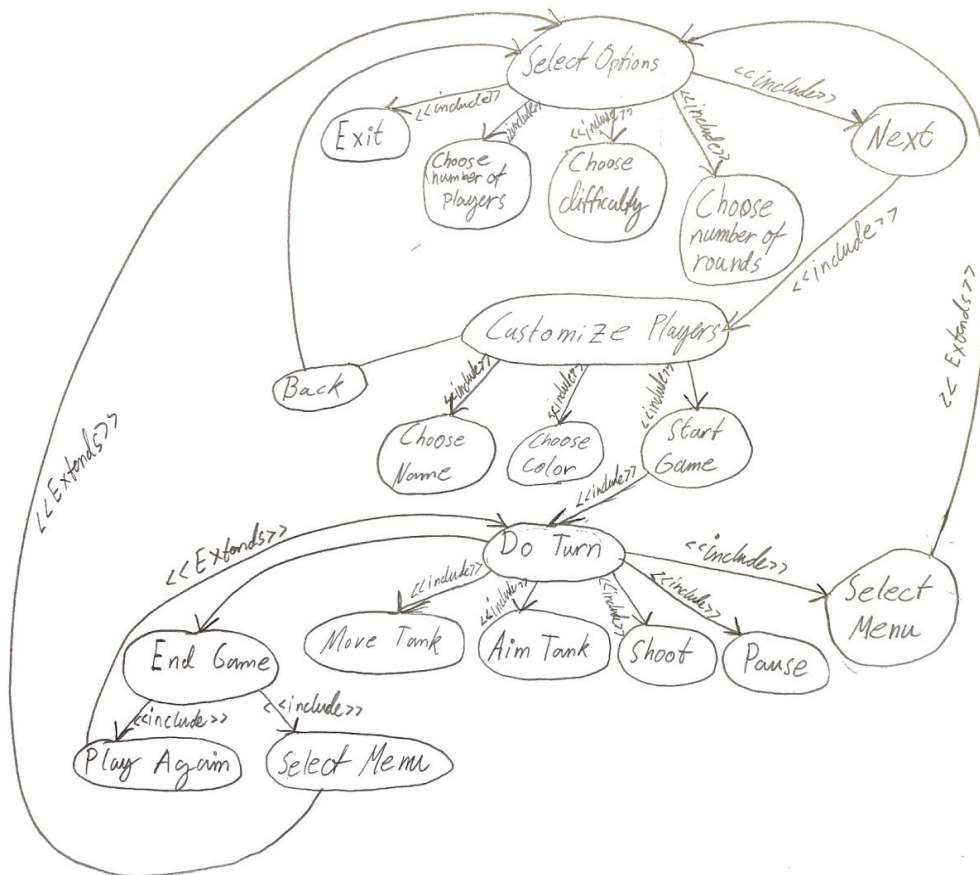 Select Options
<<include>>
<<include>>
<<include>>
<<include>>
<<include>>
Exit
Next
Choose
number of
players
Choose
difficalty
Choose
number of
rounds
<<include>>
Customize Players
Back
<<include>>
<<include>>
<<include>>
Choose
Name
Choose
Color
Start
Game
<<Extends>>
<<Extends>>
<<include>>
<<Extends>>
Do Turn
<<include>>
<<include>>
<<include>>
<<include>>
<<include>>
Select
Menu
End Game
Move Tank
Aim Tank
Shoot
Pause
<<include>>
<<include>>
Play Again
Select Menu